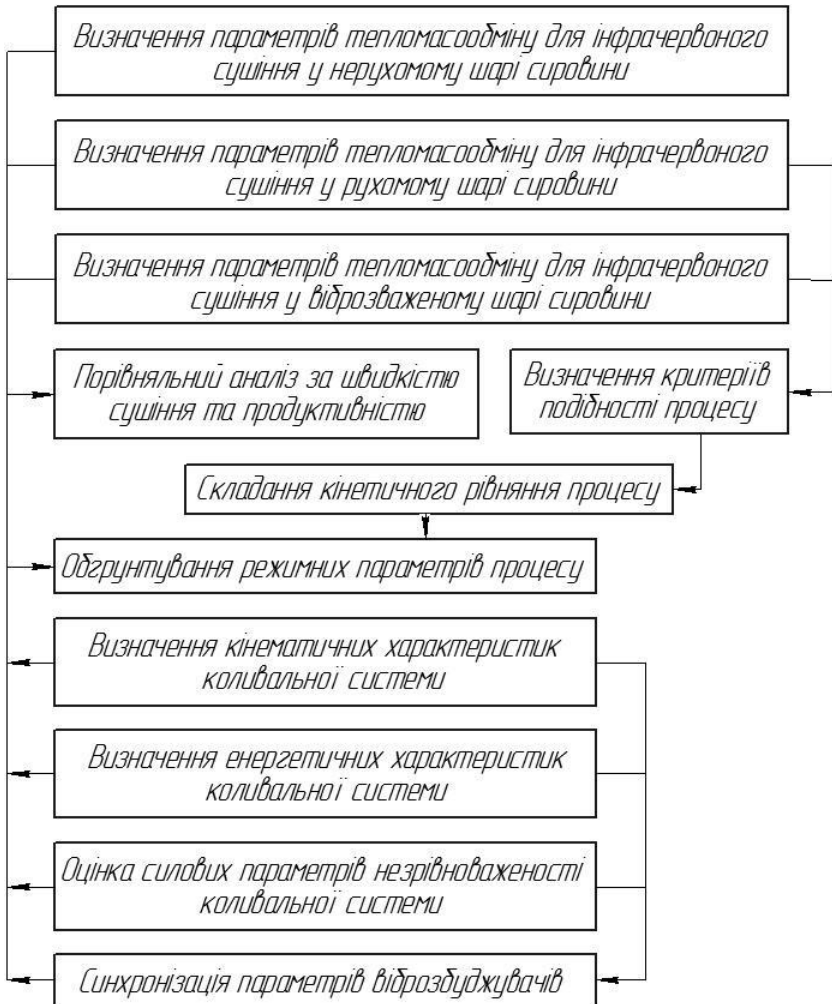 Визначення параметрів тепломасообміну для інфрачервоного
сушіння у нерухомому шарі сировини
Визначення параметрів тепломасообміну для інфрачервоного
сушіння у рухомому шарі сировини
Визначення параметрів тепломасообміну для інфрачервоного
сушіння у віброзваженому шарі сировини
Порівняльний аналіз за швидкістю
сушіння та продуктивністю
Визначення критеріїв
подібності процесу
Складання кінетичного рівняння процесу
Обгрунтування режимних параметрів процесу
Визначення кінематичних характеристик
коливальної системи
Визначення енергетичних характеристик
коливальної системи
Оцінка силових параметрів незрівноваженості
коливальної системи
Синхронізація параметрів віброзбуджувачів